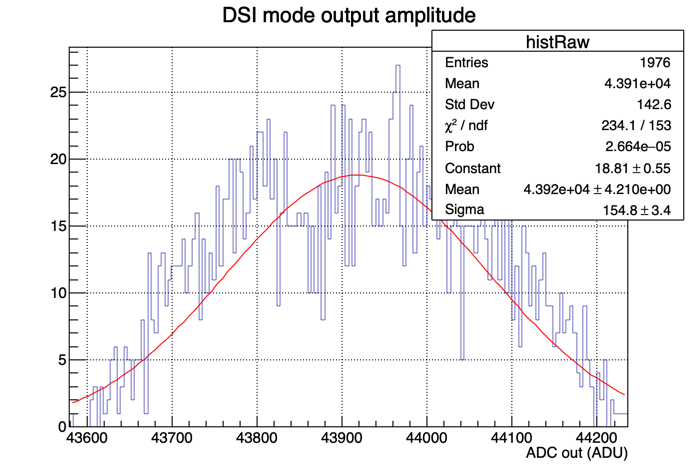 DSI mode output amplitude
histRaw
Entries 1976
Mean 4.391e+04
Std Dev 142.6
χ² / ndf 234.1 / 153
Prob 2.664e−05
Constant 18.81 ± 0.55
Mean 4.392e+04 ± 4.210e+00
Sigma 154.8 ± 3.4
25
20
15
10
5
0
43600 43700 43800 43900 44000 44100 44200
ADC out (ADU)